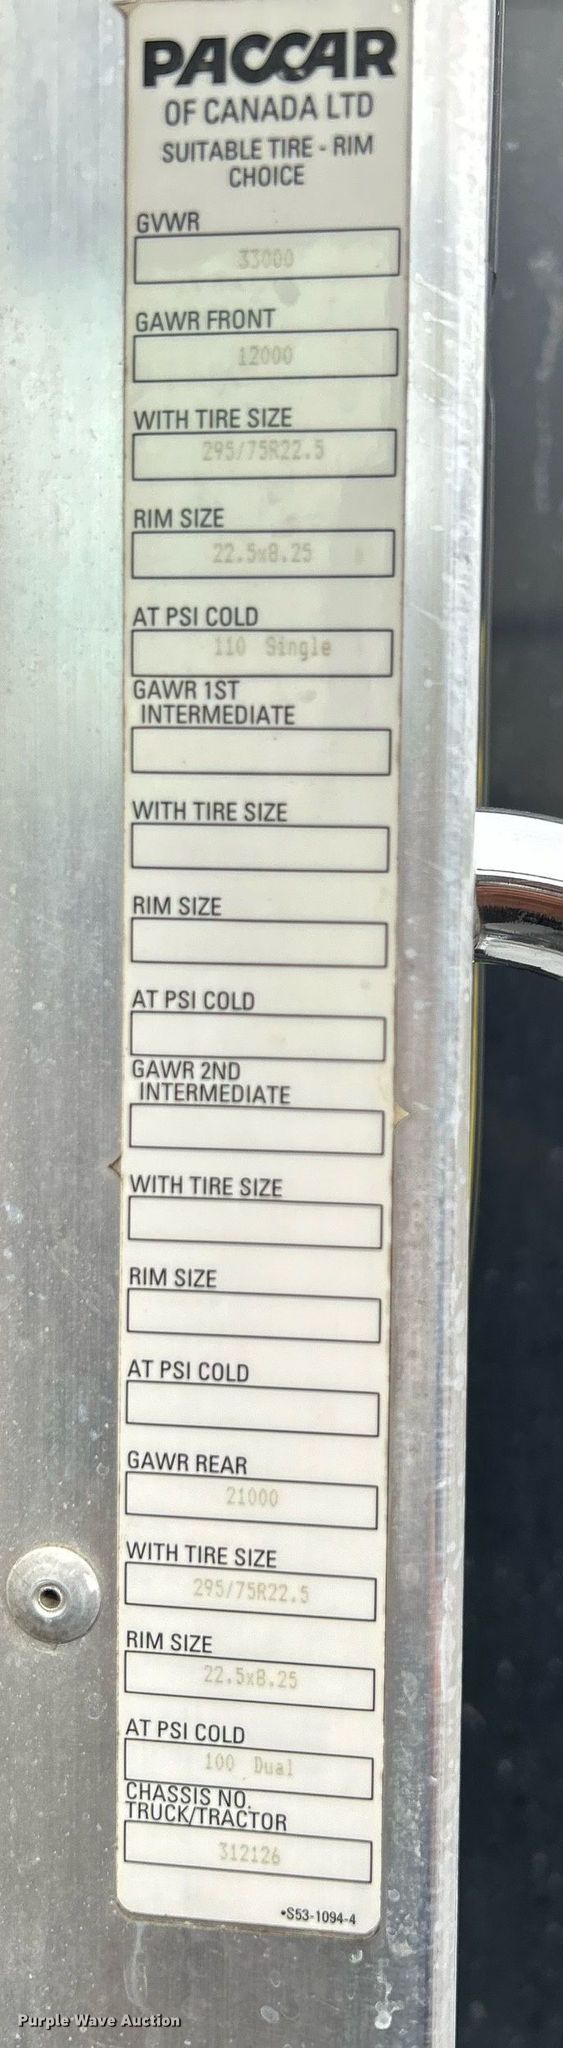 PACCAR
OF CANADA LTD
SUITABLE TIRE - RIM
CHOICE
GVWR
33000
GAWR FRONT
12000
WITH TIRE SIZE
295/75R22.5
RIM SIZE
22.5x8.25
AT PSI COLD
110 Single
GAWR 1ST
INTERMEDIATE
WITH TIRE SIZE
RIM SIZE
AT PSI COLD
GAWR 2ND
INTERMEDIATE
WITH TIRE SIZE
RIM SIZE
AT PSI COLD
GAWR REAR
21000
WITH TIRE SIZE
295/75R22.5
RIM SIZE
22.5x8.25
AT PSI COLD
100 Dual
CHASSIS NO.
TRUCK/TRACTOR
312126
•S53-1094-4
Purple Wave Auction